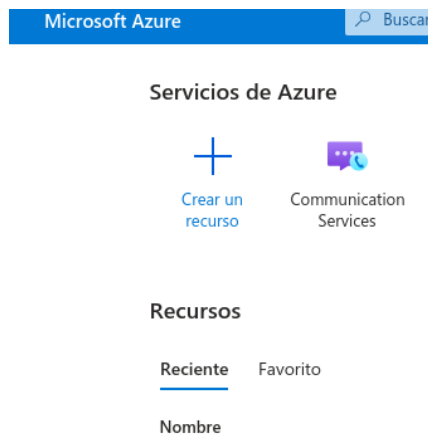 Microsoft Azure
Buscar
Servicios de Azure
Crear un
recurso
Communication
Services
Recursos
Reciente Favorito
Nombre